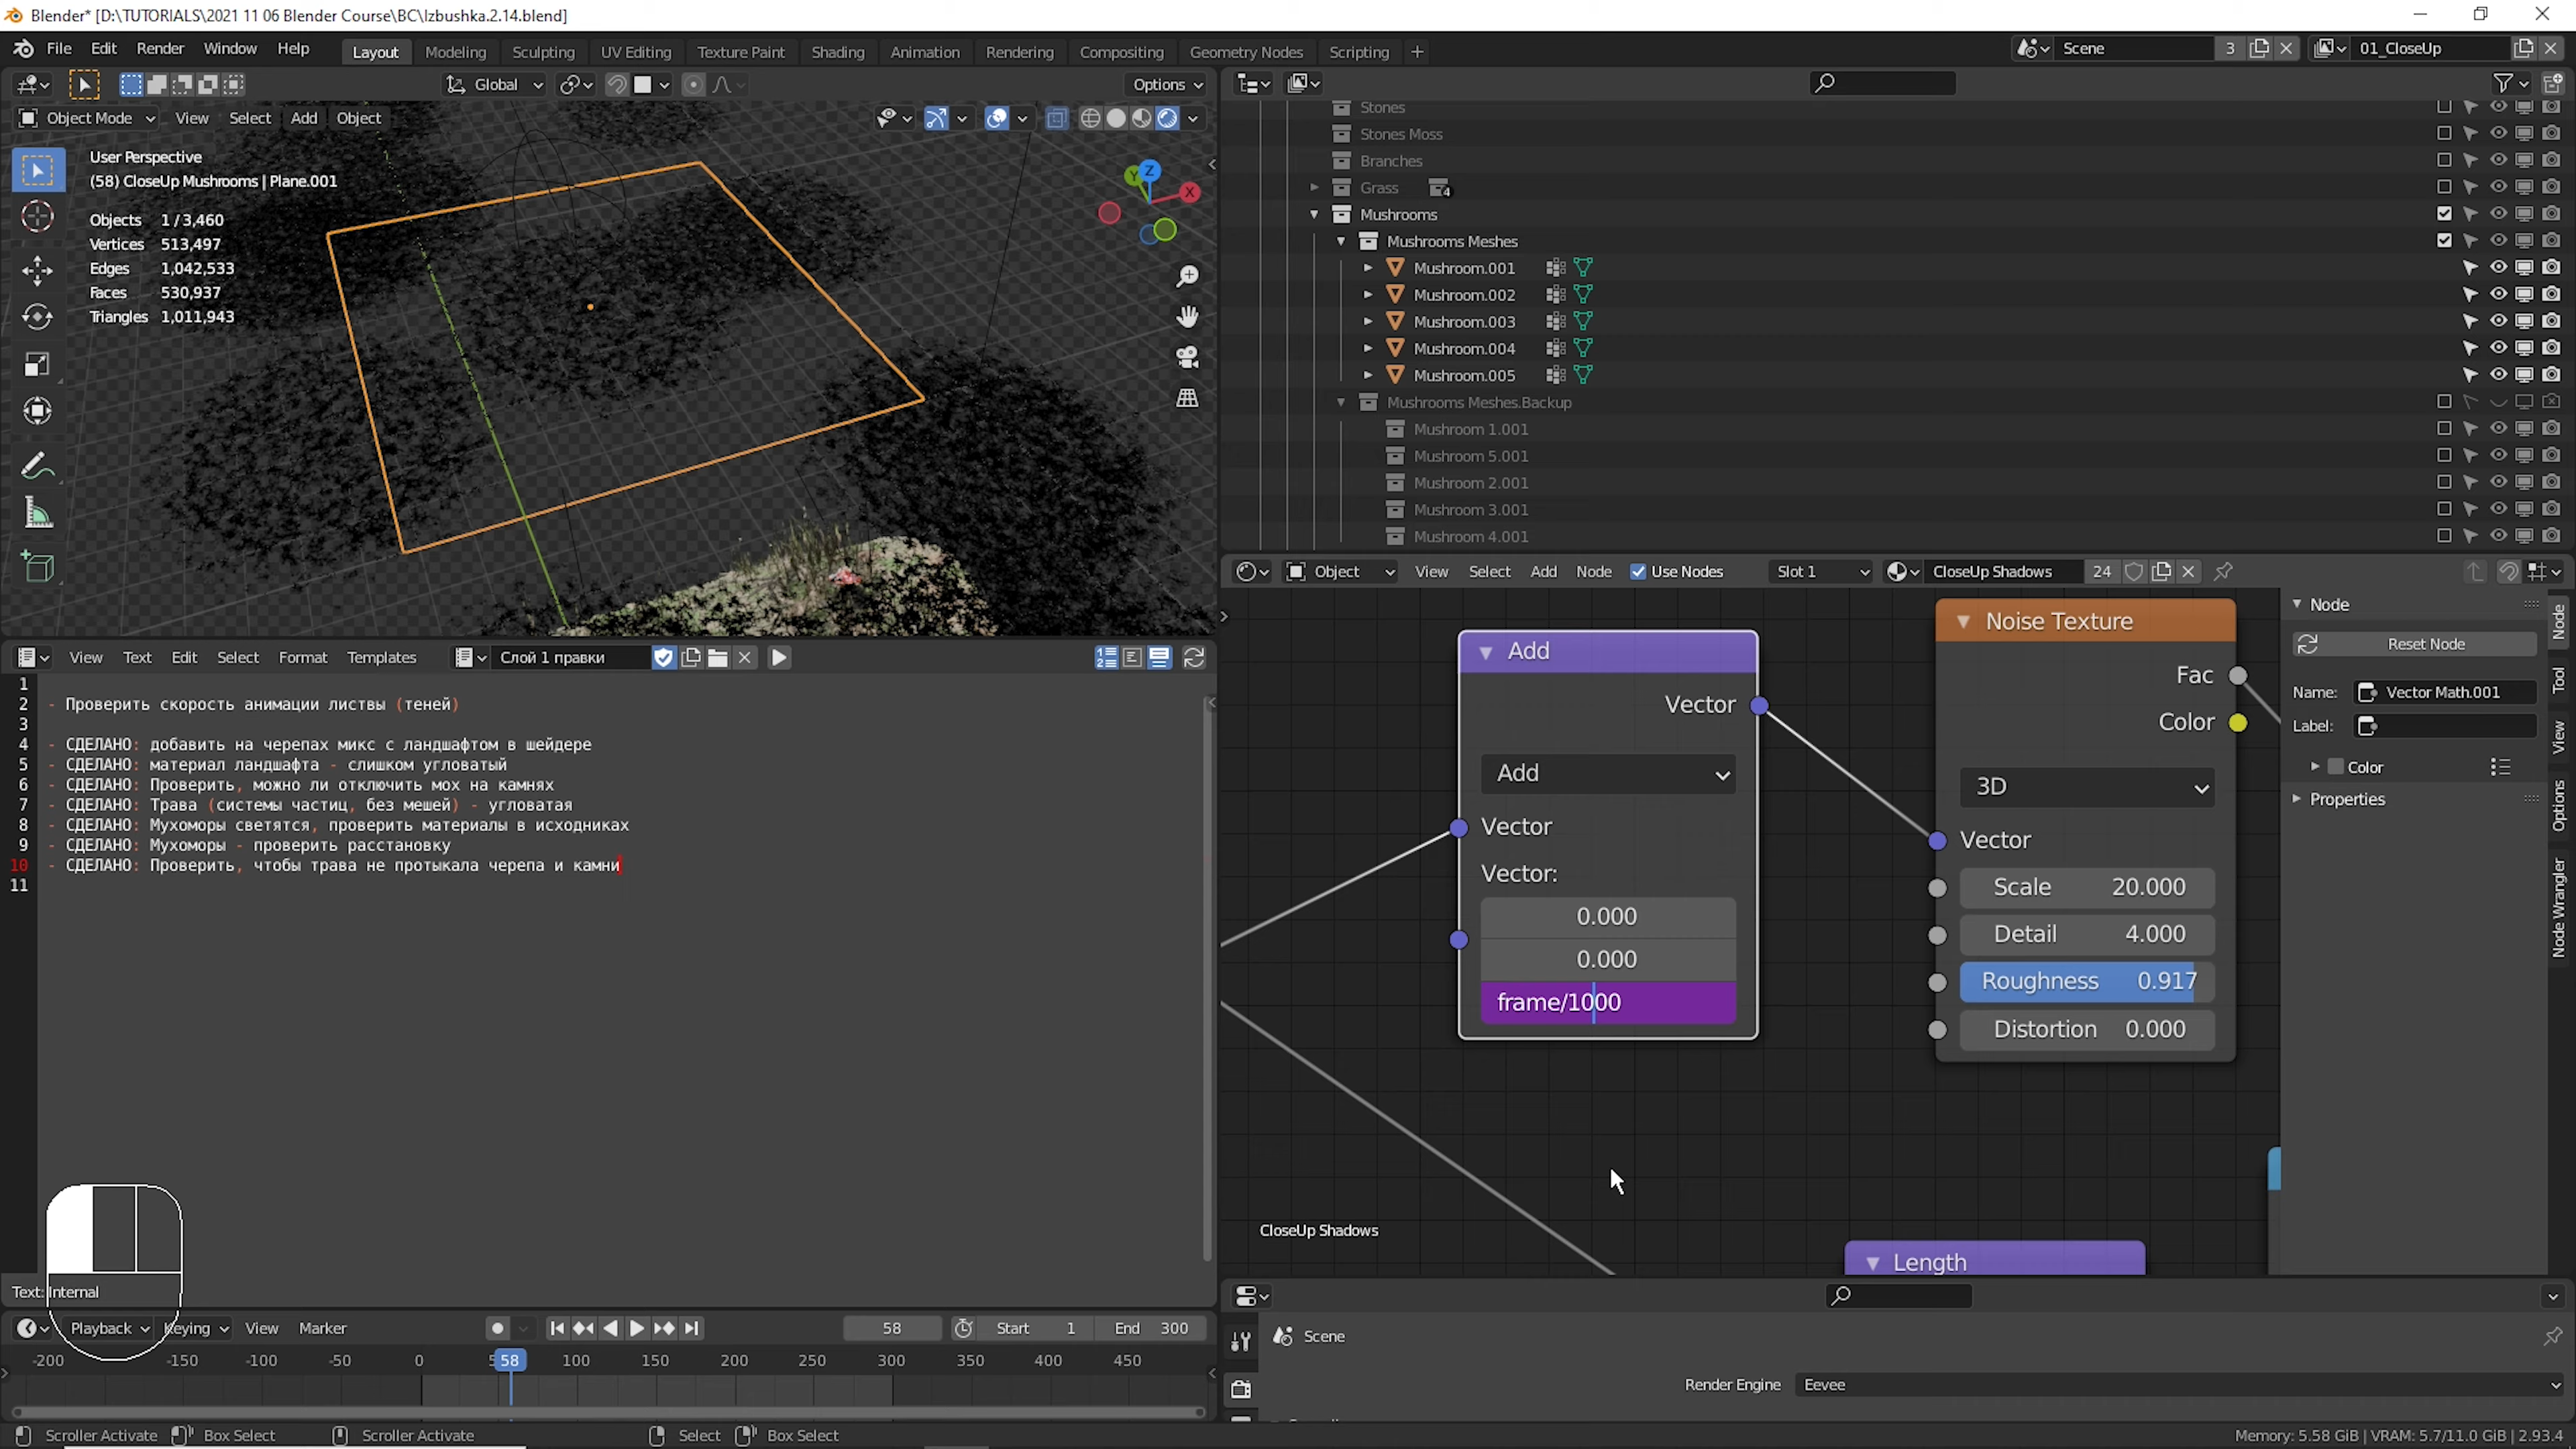 Blender* [D:\TUTORIALS\2021 11 06 Blender Course\BC\Izbushka.2.14.blend]
File Edit Render Window Help Layout Modeling Sculpting UV Editing Texture Paint Shading Animation Rendering Compositing Geometry Nodes Scripting + Scene 3 01_CloseUp
Global Options
Object Mode View Select Add Object
User Perspective
(58) CloseUp Mushrooms | Plane.001
Objects 1 / 3,460
Vertices 513,497
Edges 1,042,533
Faces 530,937
Triangles 1,011,943
Z
Y
X
Stones
Stones Moss
Branches
Grass 4
Mushrooms
Mushrooms Meshes
Mushroom.001
Mushroom.002
Mushroom.003
Mushroom.004
Mushroom.005
Mushrooms Meshes.Backup
Mushroom 1.001
Mushroom 5.001
Mushroom 2.001
Mushroom 3.001
Mushroom 4.001
Object View Select Add Node Use Nodes Slot 1 CloseUp Shadows 24
Add
Vector
Add
Vector
Vector:
0.000
0.000
frame/1000
Noise Texture
Fac
Color
3D
Vector
Scale 20.000
Detail 4.000
Roughness 0.917
Distortion 0.000
Length
CloseUp Shadows
Node
Reset Node
Name: Vector Math.001
Label:
Color
Properties
Node
Tool
View
Options
Node Wrangler
View Text Edit Select Format Templates Слой 1 правки
1
2 - Проверить скорость анимации листвы (теней)
3
4 - СДЕЛАНО: добавить на черепах микс с ландшафтом в шейдере
5 - СДЕЛАНО: материал ландшафта - слишком угловатый
6 - СДЕЛАНО: Проверить, можно ли отключить мох на камнях
7 - СДЕЛАНО: Трава (системы частиц, без мешей) - угловатая
8 - СДЕЛАНО: Мухоморы светятся, проверить материалы в исходниках
9 - СДЕЛАНО: Мухоморы - проверить расстановку
10 - СДЕЛАНО: Проверить, чтобы трава не протыкала черепа и камни
11
Text: Internal
Playback Keying View Marker 58 Start 1 End 300
-200 -150 -100 -50 0 58 100 150 200 250 300 350 400 450
Scene
Render Engine Eevee
Scroller Activate Box Select Scroller Activate Select Box Select
Memory: 5.58 GiB | VRAM: 5.7/11.0 GiB | 2.93.4